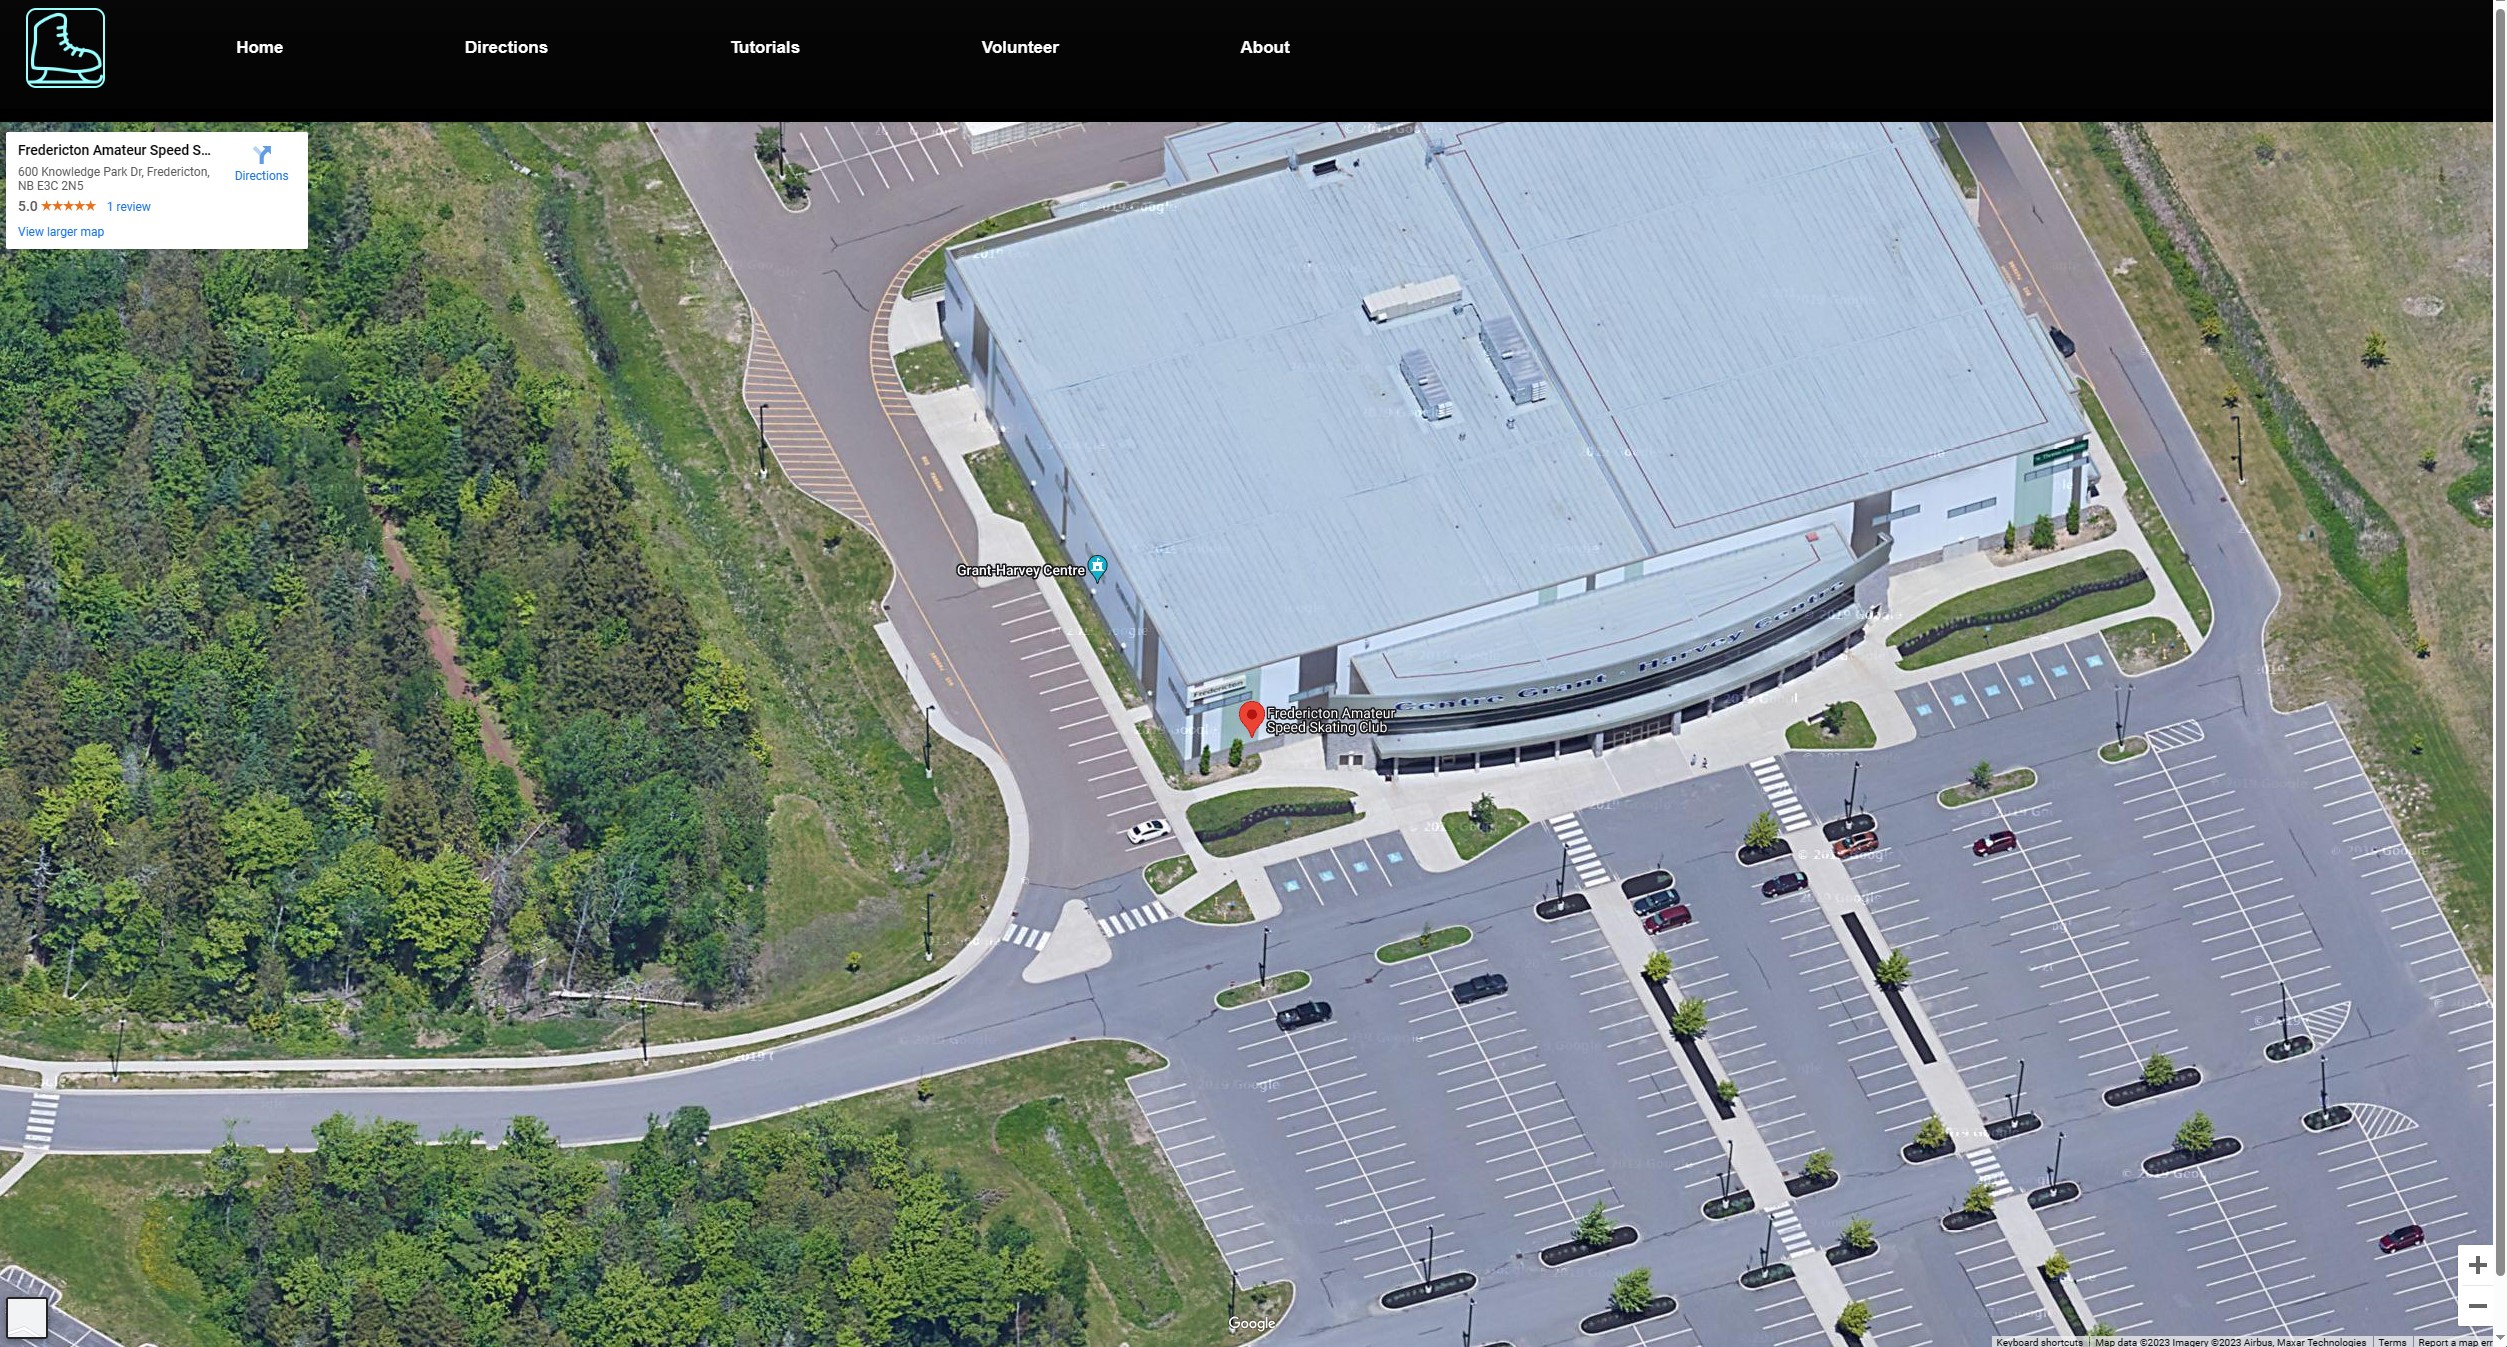 Home
Directions
Tutorials
Volunteer
About
Fredericton Amateur Speed S...
Directions
600 Knowledge Park Dr, Fredericton,
NB E3C 2N5
5.0
1 review
View larger map
Grant-Harvey Centre
Centre Grant · Harvey Centre
Fredericton
Fredericton Amateur
Speed Skating Club
Google
Keyboard shortcuts
Map data ©2023 Imagery ©2023 Airbus, Maxar Technologies
Terms
Report a map err